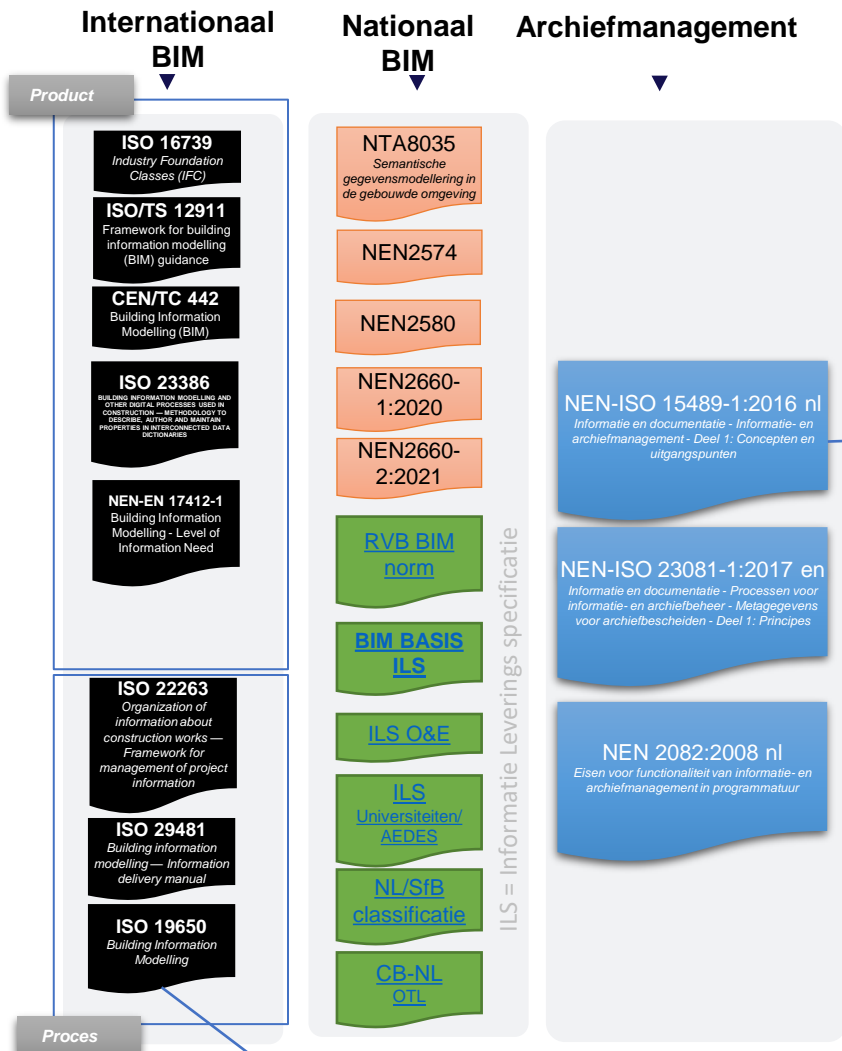 Internationaal
BIM
Nationaal
BIM
Archiefmanagement
Product
ISO 16739
Industry Foundation
Classes (IFC)
ISO/TS 12911
Framework for building
information modelling
(BIM) guidance
CEN/TC 442
Building Information
Modelling (BIM)
ISO 23386
BUILDING INFORMATION MODELLING AND
OTHER DIGITAL PROCESSES USED IN
CONSTRUCTION — METHODOLOGY TO
DESCRIBE, AUTHOR AND MAINTAIN
PROPERTIES IN INTERCONNECTED DATA
DICTIONARIES
NEN-EN 17412-1
Building Information
Modelling - Level of
Information Need
ISO 22263
Organization of
information about
construction works —
Framework for
management of project
information
ISO 29481
Building information
modelling — Information
delivery manual
ISO 19650
Building Information
Modelling
Proces
NTA8035
Semantische
gegevensmodellering in
de gebouwde omgeving
NEN2574
NEN2580
NEN2660-
1:2020
NEN2660-
2:2021
RVB BIM
norm
BIM BASIS
ILS
ILS O&E
ILS
Universiteiten/
AEDES
NL/SfB
classificatie
CB-NL
OTL
ILS = Informatie Leverings specificatie
NEN-ISO 15489-1:2016 nl
Informatie en documentatie - Informatie- en
archiefmanagement - Deel 1: Concepten en
uitgangspunten
NEN-ISO 23081-1:2017 en
Informatie en documentatie - Processen voor
informatie- en archiefbeheer - Metagegevens
voor archiefbescheiden - Deel 1: Principes
NEN 2082:2008 nl
Eisen voor functionaliteit van informatie- en
archiefmanagement in programmatuur